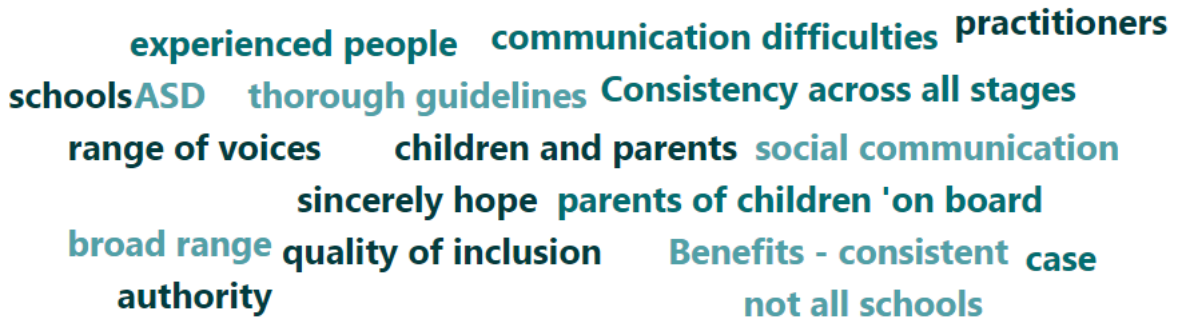 experienced people communication difficulties practitioners
schools ASD thorough guidelines Consistency across all stages
range of voices children and parents social communication
sincerely hope parents of children 'on board
broad range quality of inclusion Benefits - consistent case
authority not all schools